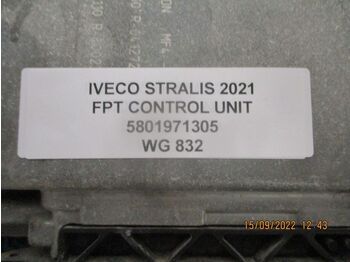 IVECO STRALIS 2021
FPT CONTROL UNIT
5801971305
WG 832
15/09/2022 12:43